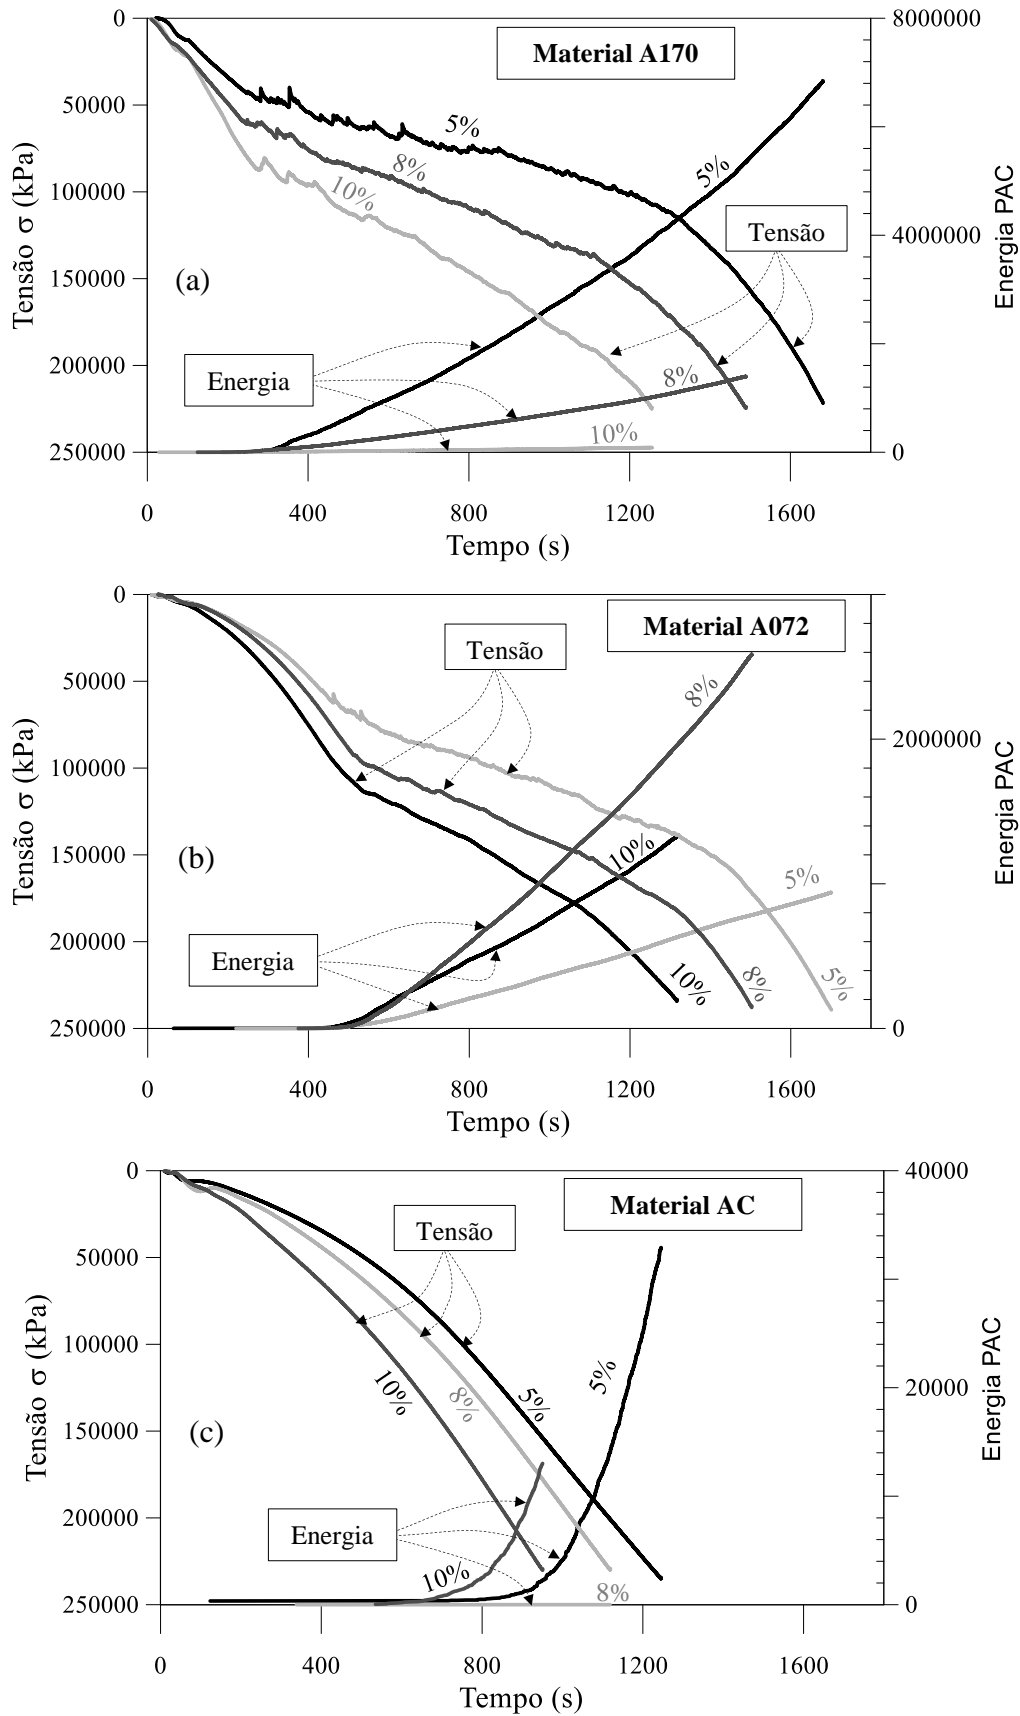 0
8000000
Material A170
50000
5%
5%
8%
100000
10%
Tensão
4000000
150000
(a)
200000
Energia
8%
10%
250000
0
0
400
800
1200
1600
Tempo (s)
Tensão σ (kPa)
Energia PAC
0
Material A072
Tensão
50000
8%
2000000
100000
150000
(b)
10%
5%
200000
Energia
10%
8%
5%
250000
0
0
400
800
1200
1600
Tempo (s)
Tensão σ (kPa)
Energia PAC
0
40000
Material AC
Tensão
50000
100000
5%
10%
8%
5%
20000
150000
(c)
200000
Energia
10%
8%
250000
0
0
400
800
1200
1600
Tempo (s)
Tensão σ (kPa)
Energia PAC